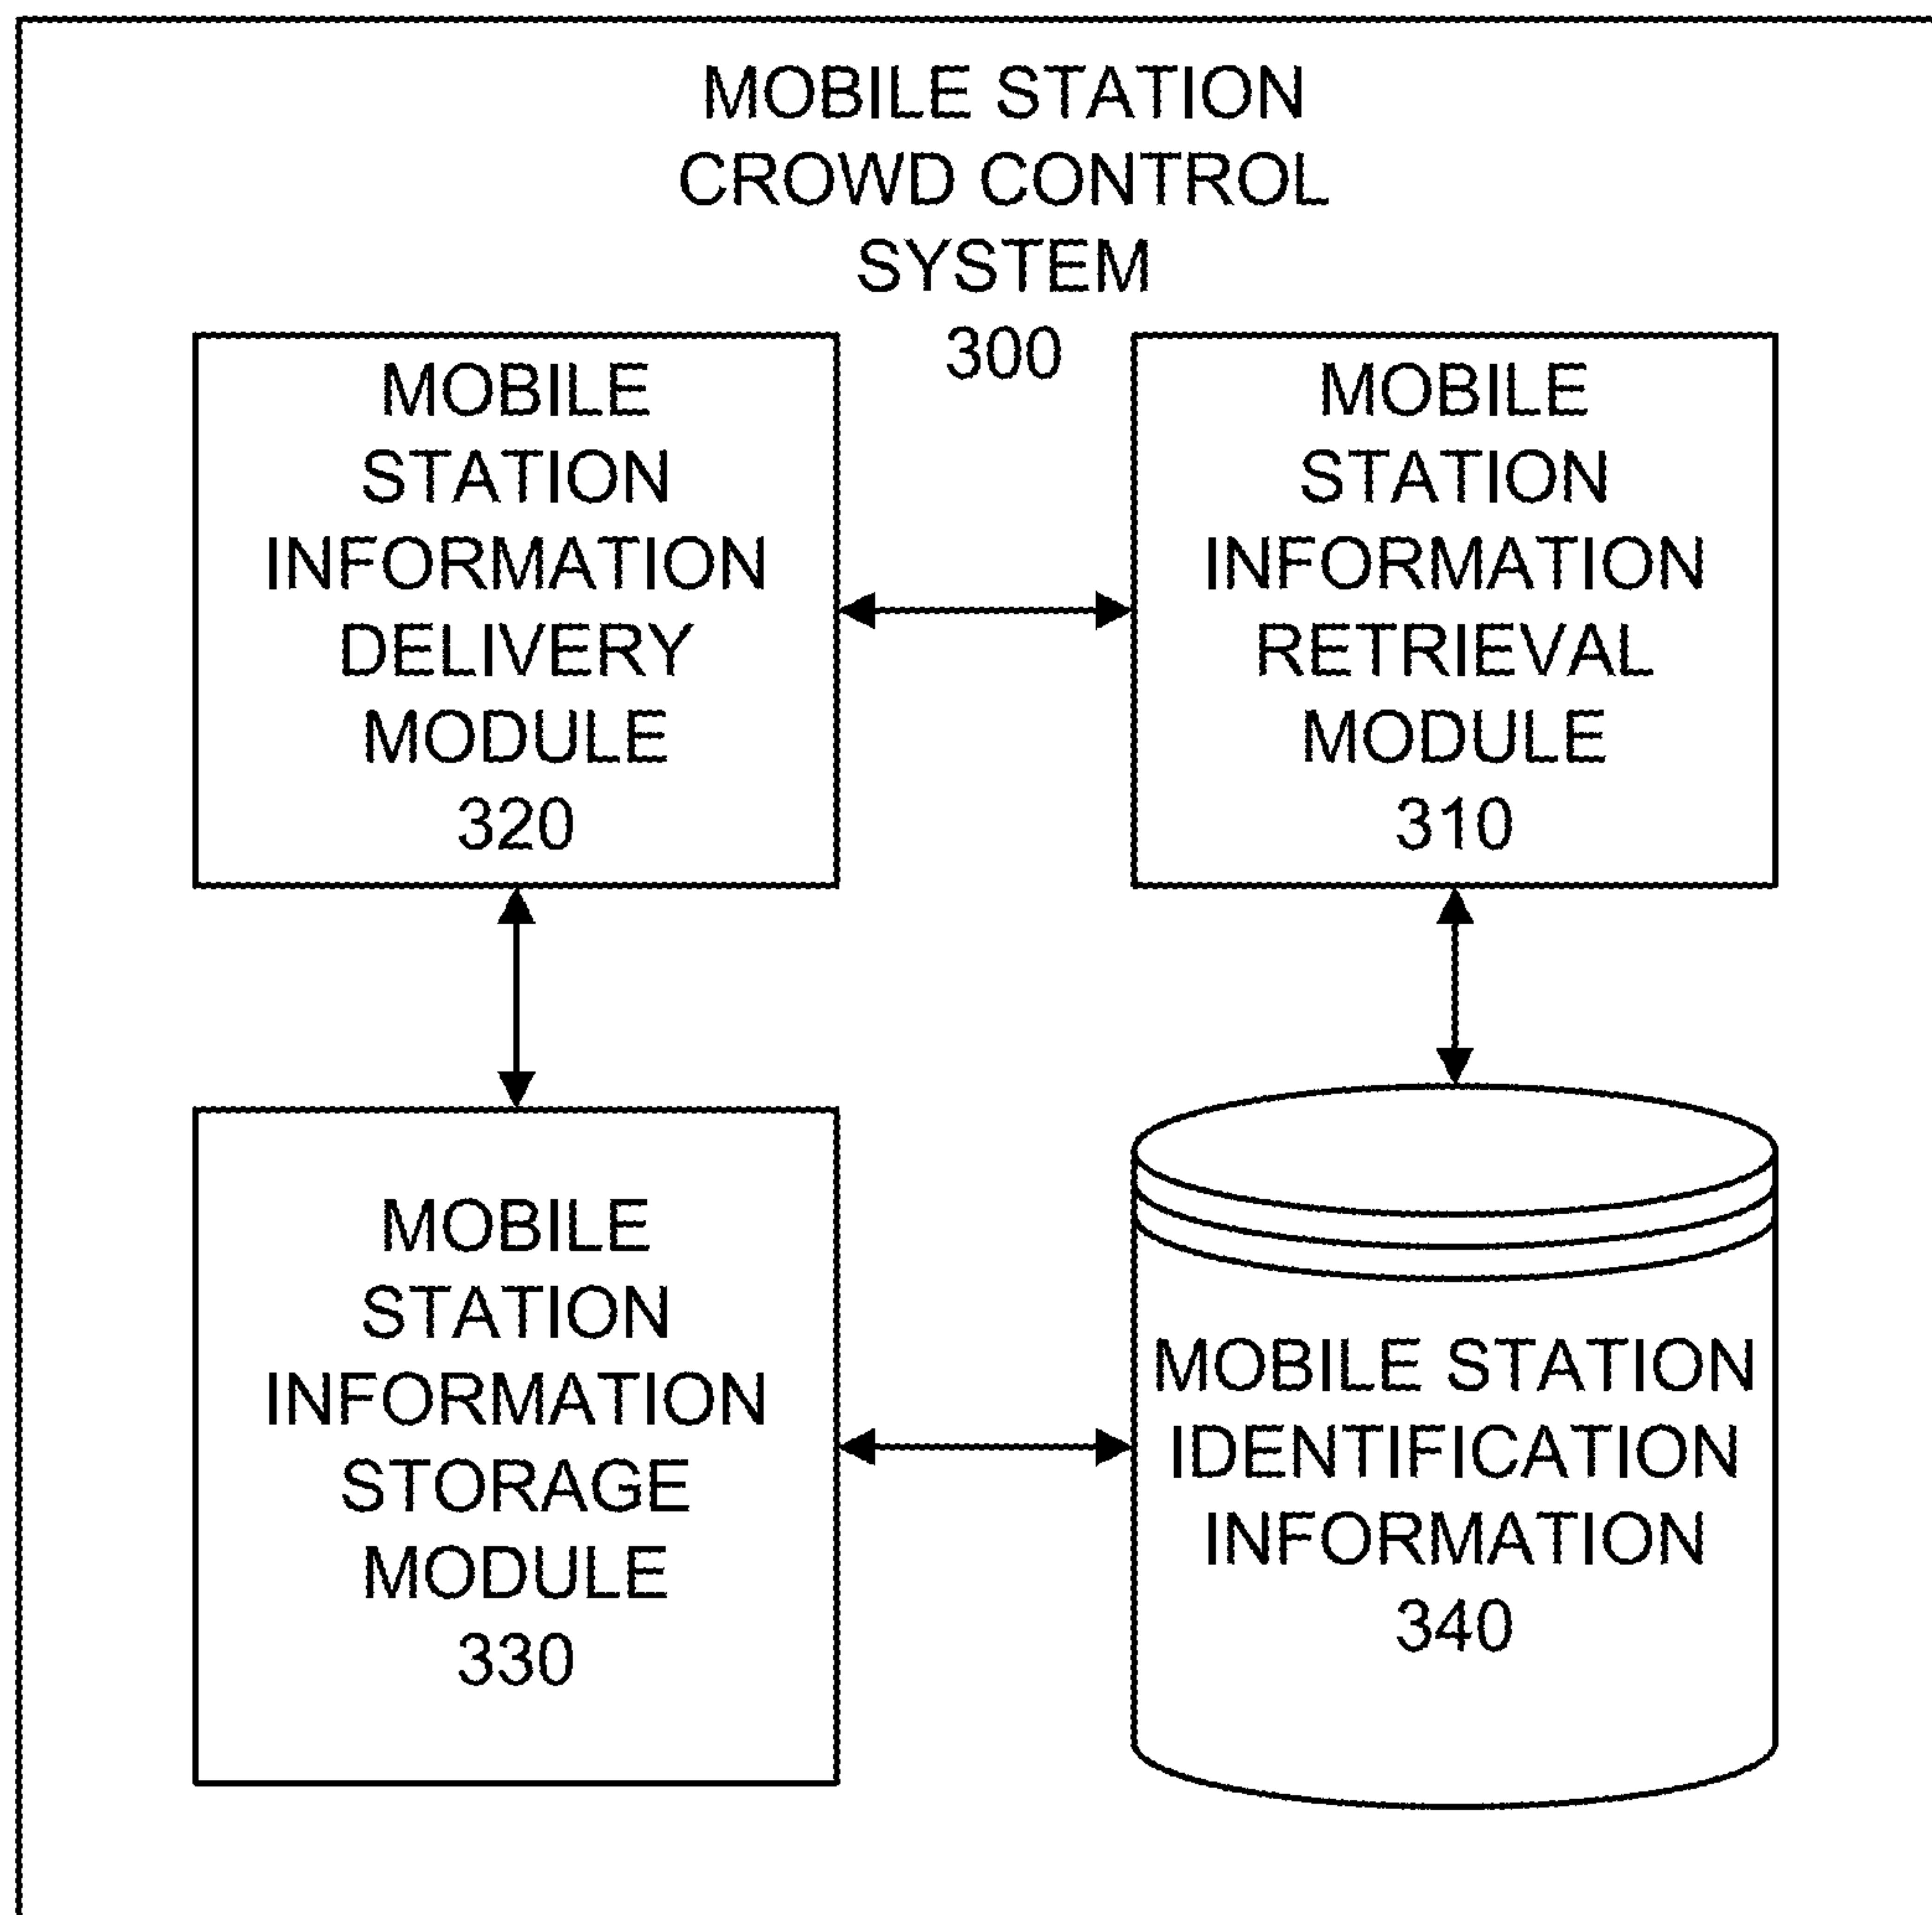 MOBILE STATION
CROWD CONTROL
SYSTEM
300
MOBILE
STATION
INFORMATION
DELIVERY
MODULE
320
MOBILE
STATION
INFORMATION
RETRIEVAL
MODULE
310
MOBILE
STATION
INFORMATION
STORAGE
MODULE
330
MOBILE STATION
IDENTIFICATION
INFORMATION
340